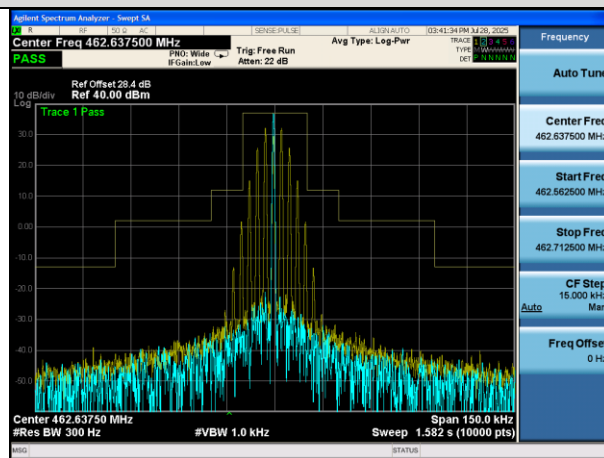 Agilent Spectrum Analyzer - Swept SA
R RF 50 Ω AC SENSE:PULSE ALIGN AUTO 03:41:34 PM Jul 28, 2025
Center Freq 462.637500 MHz
PASS
PNO: Wide
IFGain:Low
Trig: Free Run
Atten: 22 dB
Avg Type: Log-Pwr
TRACE 1 2 3 4 5 6
TYPE M
DET P N N N N N
Ref Offset 28.4 dB
10 dB/div Ref 40.00 dBm
Log
Trace 1 Pass
30.0
20.0
10.0
0.00
-10.0
-20.0
-30.0
-40.0
-50.0
Center 462.63750 MHz Span 150.0 kHz
#Res BW 300 Hz #VBW 1.0 kHz Sweep 1.582 s (10000 pts)
MSG STATUS
Frequency
Auto Tune
Center Freq
462.637500 MHz
Start Freq
462.562500 MHz
Stop Freq
462.712500 MHz
CF Step
15.000 kHz
Auto Man
Freq Offset
0 Hz